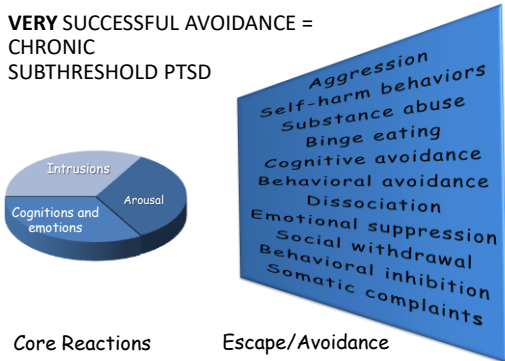 VERY SUCCESSFUL AVOIDANCE =
CHRONIC
SUBTHRESHOLD PTSD
Intrusions
Arousal
Cognitions and
emotions
Aggression
Self-harm behaviors
Substance abuse
Binge eating
Cognitive avoidance
Behavioral avoidance
Dissociation
Emotional suppression
Social withdrawal
Behavioral inhibition
Somatic complaints
Core Reactions
Escape/Avoidance